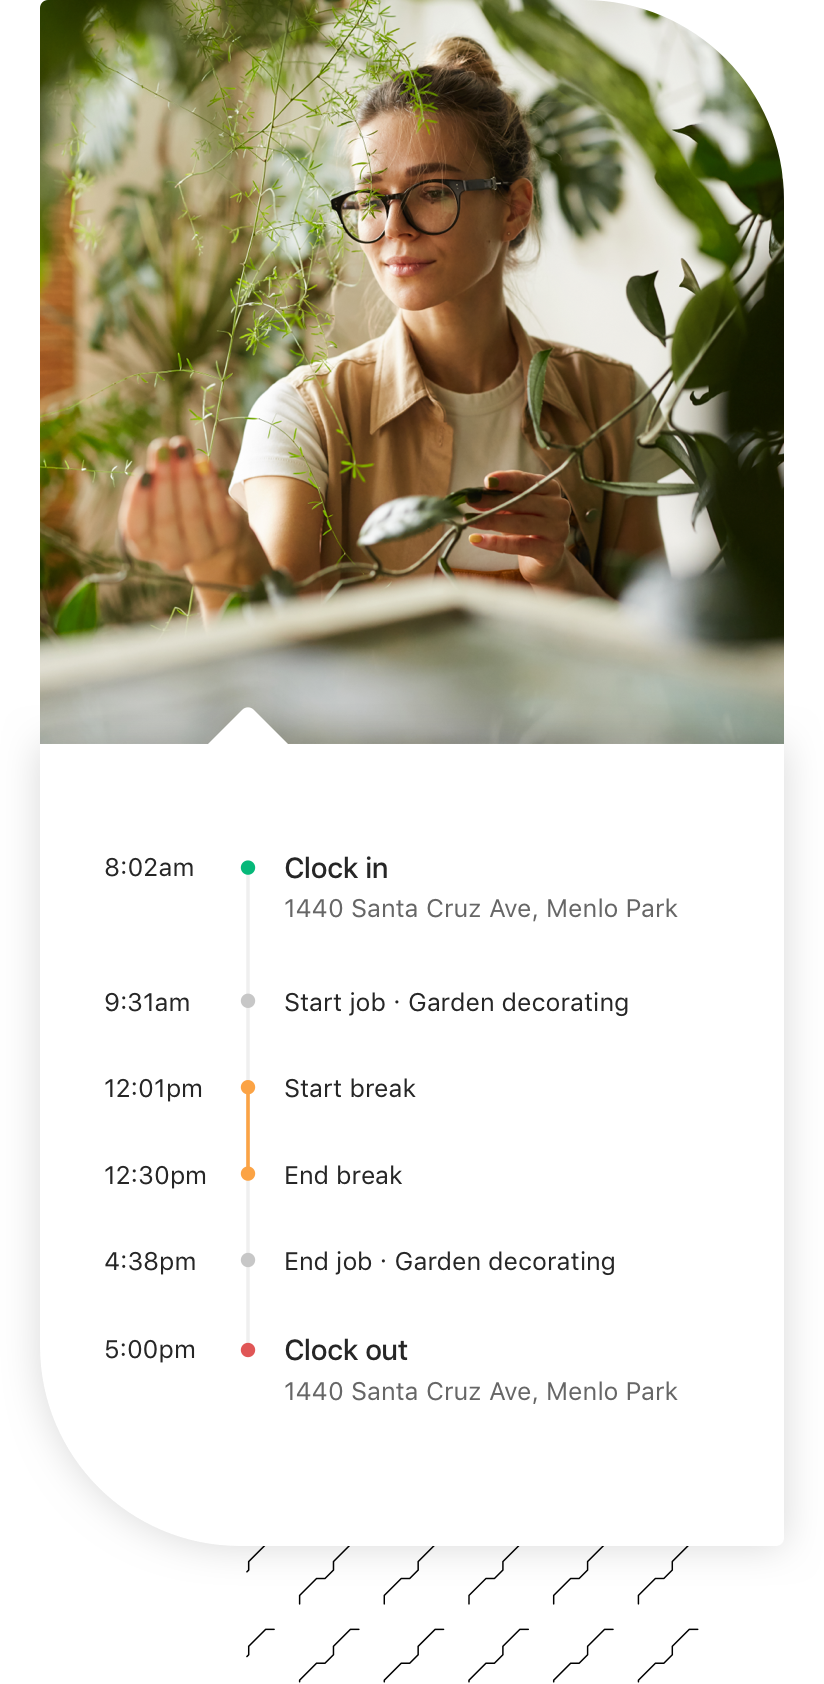 8:02am Clock in
1440 Santa Cruz Ave, Menlo Park
9:31am Start job · Garden decorating
12:01pm Start break
12:30pm End break
4:38pm End job · Garden decorating
5:00pm Clock out
1440 Santa Cruz Ave, Menlo Park